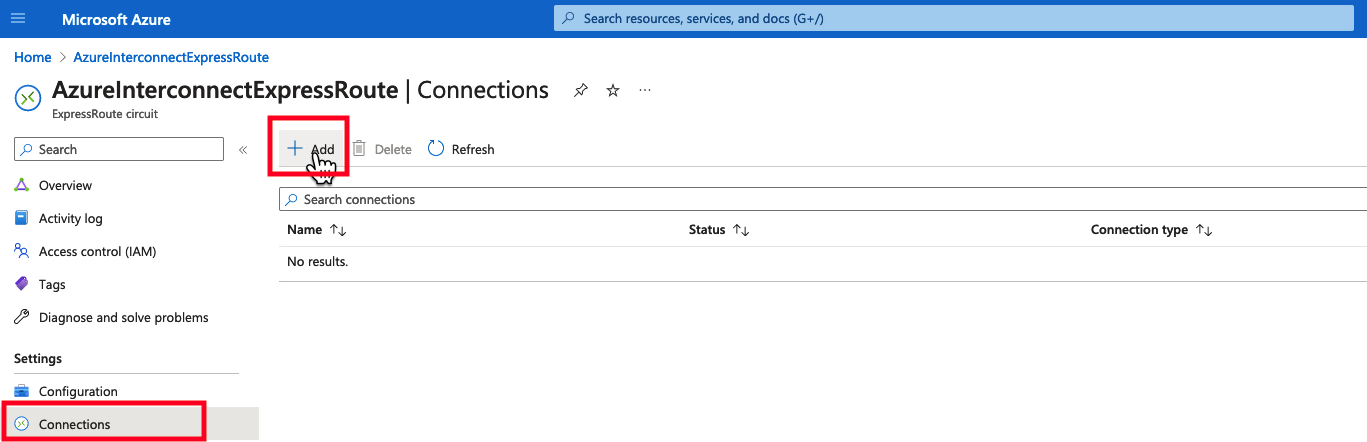 Microsoft Azure
Search resources, services, and docs (G+/)
Home > AzureInterconnectExpressRoute
AzureInterconnectExpressRoute | Connections
ExpressRoute circuit
Search
Add
Delete
Refresh
Overview
Activity log
Access control (IAM)
Tags
Diagnose and solve problems
Settings
Configuration
Connections
Search connections
Name Status Connection type
No results.